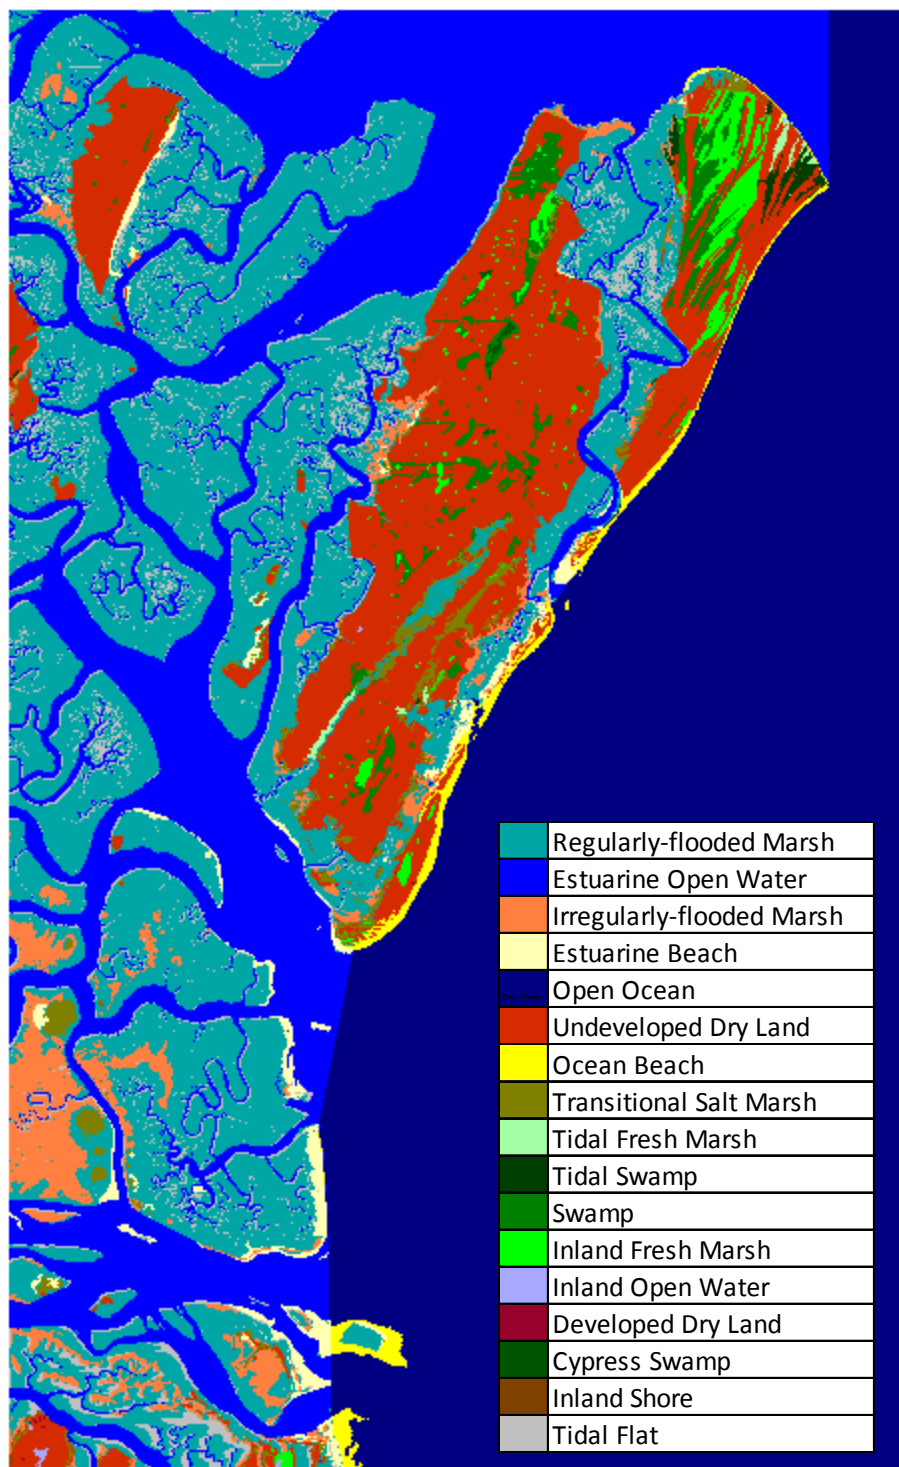 Regularly-flooded Marsh
Estuarine Open Water
Irregularly-flooded Marsh
Estuarine Beach
Open Ocean
Undeveloped Dry Land
Ocean Beach
Transitional Salt Marsh
Tidal Fresh Marsh
Tidal Swamp
Swamp
Inland Fresh Marsh
Inland Open Water
Developed Dry Land
Cypress Swamp
Inland Shore
Tidal Flat